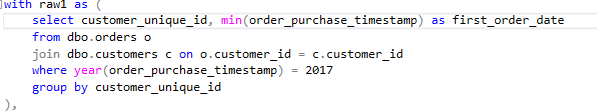 with raw1 as (
select customer_unique_id, min(order_purchase_timestamp) as first_order_date
from dbo.orders o
join dbo.customers c on o.customer_id = c.customer_id
where year(order_purchase_timestamp) = 2017
group by customer_unique_id
),